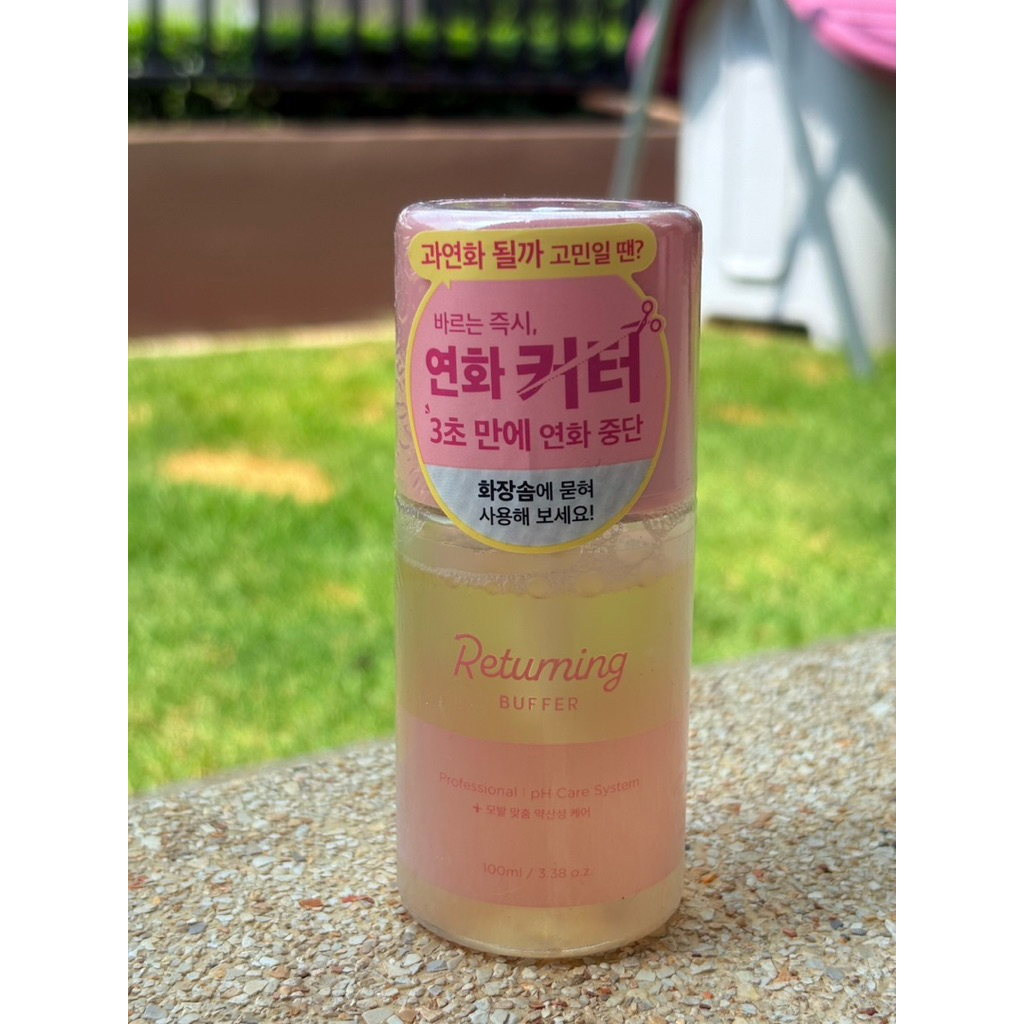 과연화 될까 고민일 땐?
바르는 즉시,
연화 커터
3초 만에 연화 중단
화장솜에 묻혀
사용해 보세요!
Returning
BUFFER
Professional | pH Care System
+ 모발 맞춤 약산성 케어
100ml / 3.38 o.z